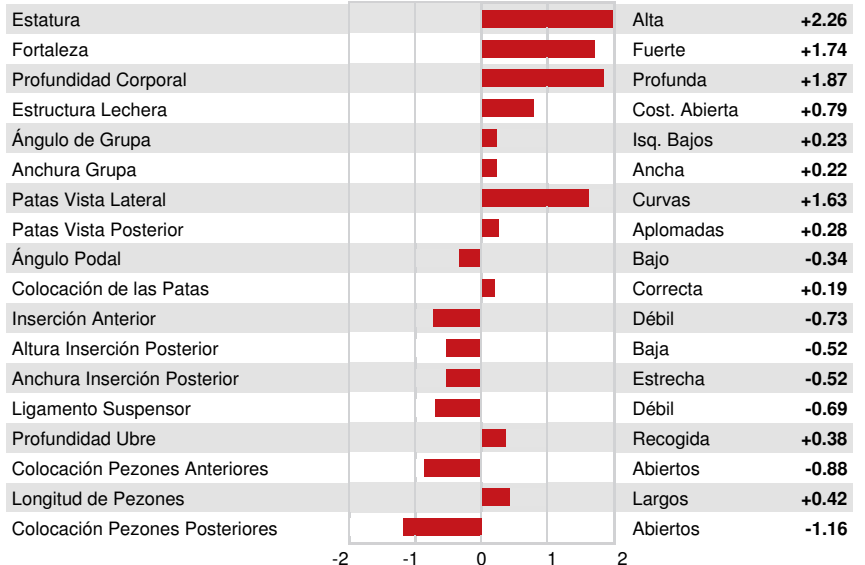 Estatura Alta +2.26
Fortaleza Fuerte +1.74
Profundidad Corporal Profunda +1.87
Estructura Lechera Cost. Abierta +0.79
Ángulo de Grupa Isq. Bajos +0.23
Anchura Grupa Ancha +0.22
Patas Vista Lateral Curvas +1.63
Patas Vista Posterior Aplomadas +0.28
Ángulo Podal Bajo -0.34
Colocación de las Patas Correcta +0.19
Inserción Anterior Débil -0.73
Altura Inserción Posterior Baja -0.52
Anchura Inserción Posterior Estrecha -0.52
Ligamento Suspensor Débil -0.69
Profundidad Ubre Recogida +0.38
Colocación Pezones Anteriores Abiertos -0.88
Longitud de Pezones Largos +0.42
Colocación Pezones Posteriores Abiertos -1.16
-2 -1 0 1 2